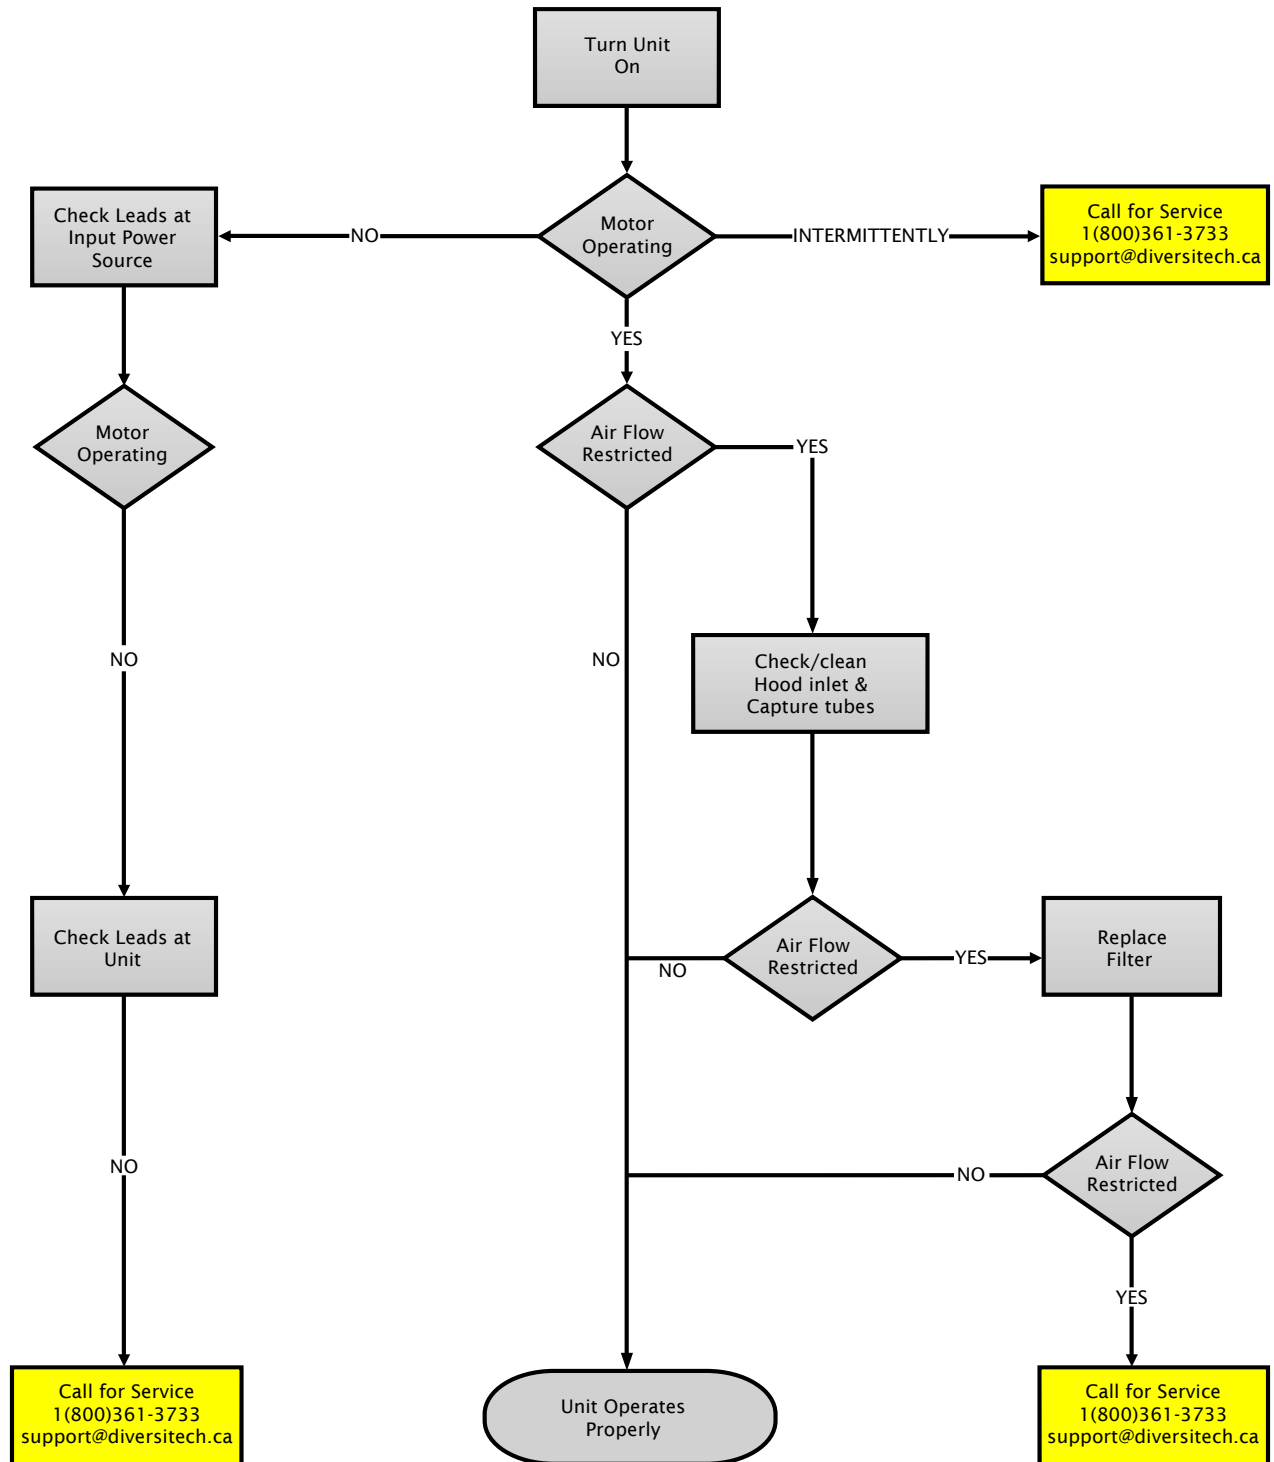 Turn Unit
On
Check Leads at
Input Power
Source
NO
Motor
Operating
INTERMITTENTLY
Call for Service
1(800)361-3733
support@diversitech.ca
YES
Motor
Operating
Air Flow
Restricted
YES
NO
NO
Check/clean
Hood inlet &
Capture tubes
Check Leads at
Unit
NO
Air Flow
Restricted
YES
Replace
Filter
NO
NO
Air Flow
Restricted
YES
Call for Service
1(800)361-3733
support@diversitech.ca
Unit Operates
Properly
Call for Service
1(800)361-3733
support@diversitech.ca